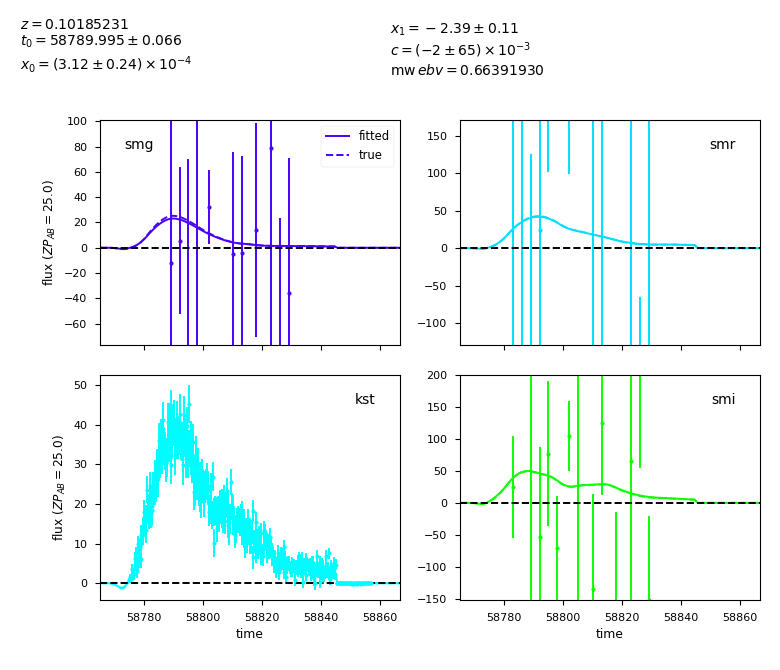 z = 0.10185231
t0 = 58789.995 ± 0.066
x0 = (3.12 ± 0.24) × 10^−4
x1 = −2.39 ± 0.11
c = (−2 ± 65) × 10^−3
mw ebv = 0.66391930
100
80
60
40
20
0
−20
−40
−60
flux (ZP_AB = 25.0)
smg
fitted
true
150
100
50
0
−50
−100
smr
50
40
30
20
10
0
flux (ZP_AB = 25.0)
kst
58780
58800
58820
58840
58860
time
200
150
100
50
0
−50
−100
−150
smi
58780
58800
58820
58840
58860
time